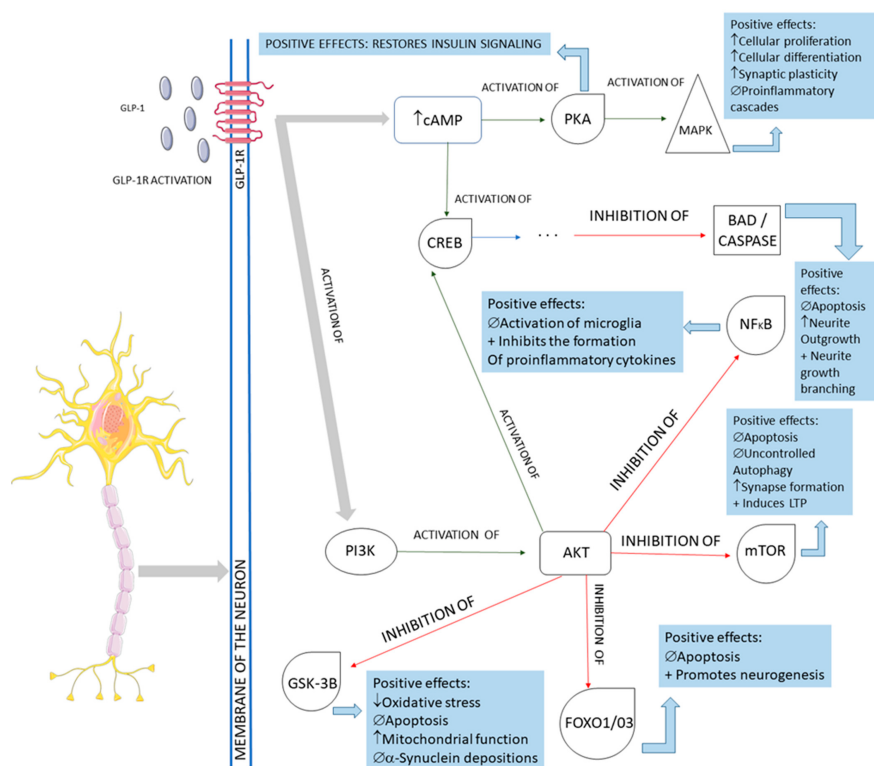 POSITIVE EFFECTS: RESTORES INSULIN SIGNALING
Positive effects:
↑Cellular proliferation
↑Cellular differentiation
↑Synaptic plasticity
∅Proinflammatory
cascades
GLP-1
GLP-1R ACTIVATION
GLP-1R
↑cAMP
ACTIVATION OF
PKA
ACTIVATION OF
MAPK
ACTIVATION OF
CREB
. . .
INHIBITION OF
BAD /
CASPASE
ACTIVATION OF
Positive
effects:
∅Apoptosis
↑Neurite
Outgrowth
+ Neurite
growth
branching
Positive effects:
∅Activation of microglia
+ Inhibits the formation
Of proinflammatory cytokines
NFκB
ACTIVATION OF
INHIBITION OF
Positive effects:
∅Apoptosis
∅Uncontrolled
Autophagy
↑Synapse formation
+ Induces LTP
PI3K
ACTIVATION OF
AKT
INHIBITION OF
mTOR
MEMBRANE OF THE NEURON
INHIBITION OF
INHIBITION OF
GSK-3B
Positive effects:
↓Oxidative stress
∅Apoptosis
↑Mitochondrial function
∅α-Synuclein depositions
FOXO1/03
Positive effects:
∅Apoptosis
+ Promotes neurogenesis